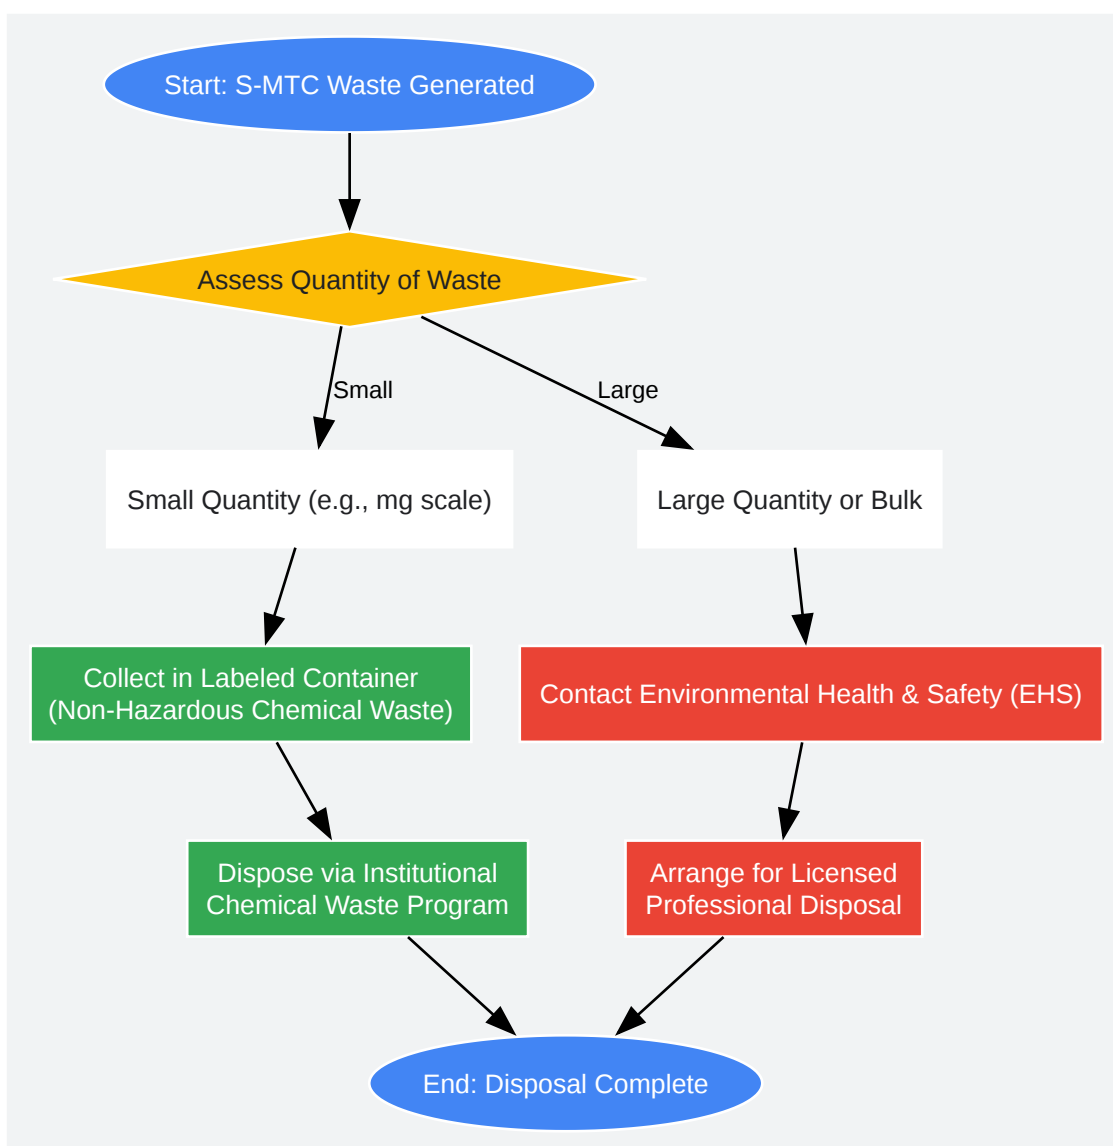 Start: S-MTC Waste Generated
Assess Quantity of Waste
Small
Large
Small Quantity (e.g., mg scale)
Large Quantity or Bulk
Collect in Labeled Container
(Non-Hazardous Chemical Waste)
Contact Environmental Health & Safety (EHS)
Dispose via Institutional
Chemical Waste Program
Arrange for Licensed
Professional Disposal
End: Disposal Complete